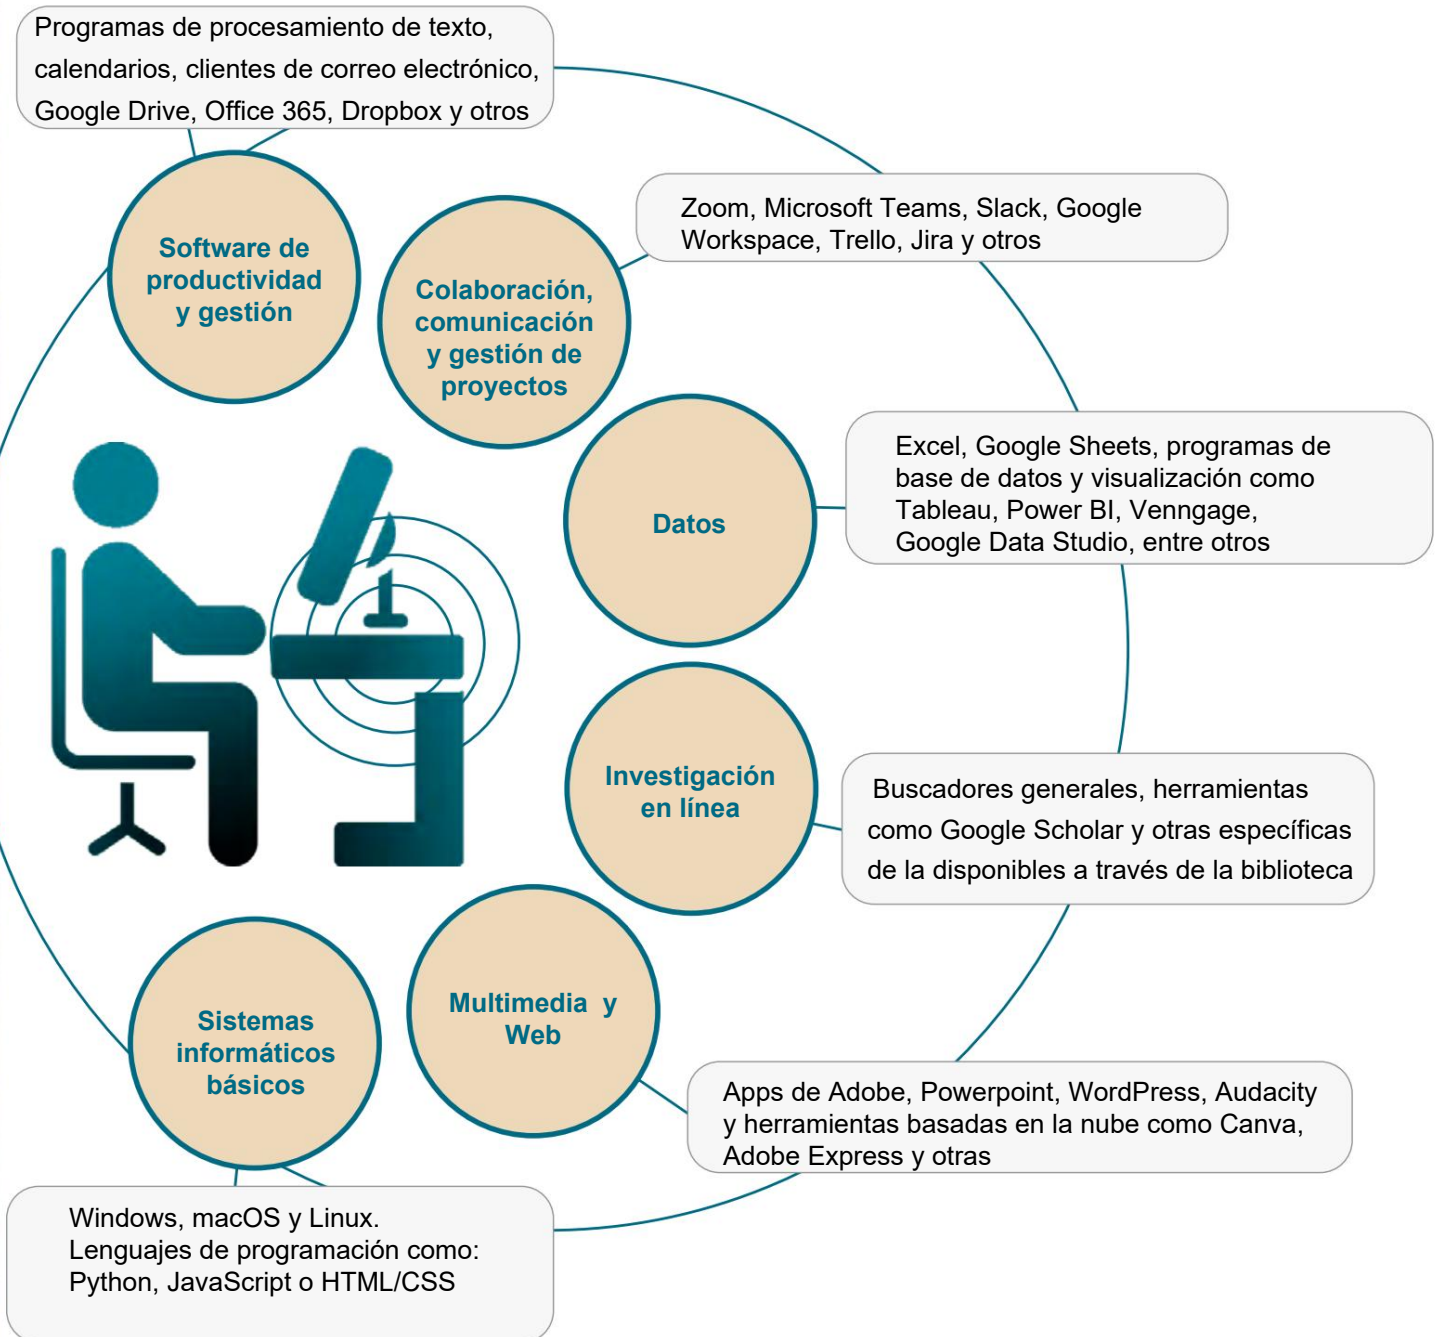 Programas de procesamiento de texto,
calendarios, clientes de correo electrónico,
Google Drive, Office 365, Dropbox y otros
Software de
productividad
y gestión
Zoom, Microsoft Teams, Slack, Google
Workspace, Trello, Jira y otros
Colaboración,
comunicación
y gestión de
proyectos
Excel, Google Sheets, programas de
base de datos y visualización como
Tableau, Power BI, Venngage,
Google Data Studio, entre otros
Datos
Investigación
en línea
Buscadores generales, herramientas
como Google Scholar y otras específicas
de la disponibles a través de la biblioteca
Multimedia y
Web
Apps de Adobe, Powerpoint, WordPress, Audacity
y herramientas basadas en la nube como Canva,
Adobe Express y otras
Sistemas
informáticos
básicos
Windows, macOS y Linux.
Lenguajes de programación como:
Python, JavaScript o HTML/CSS